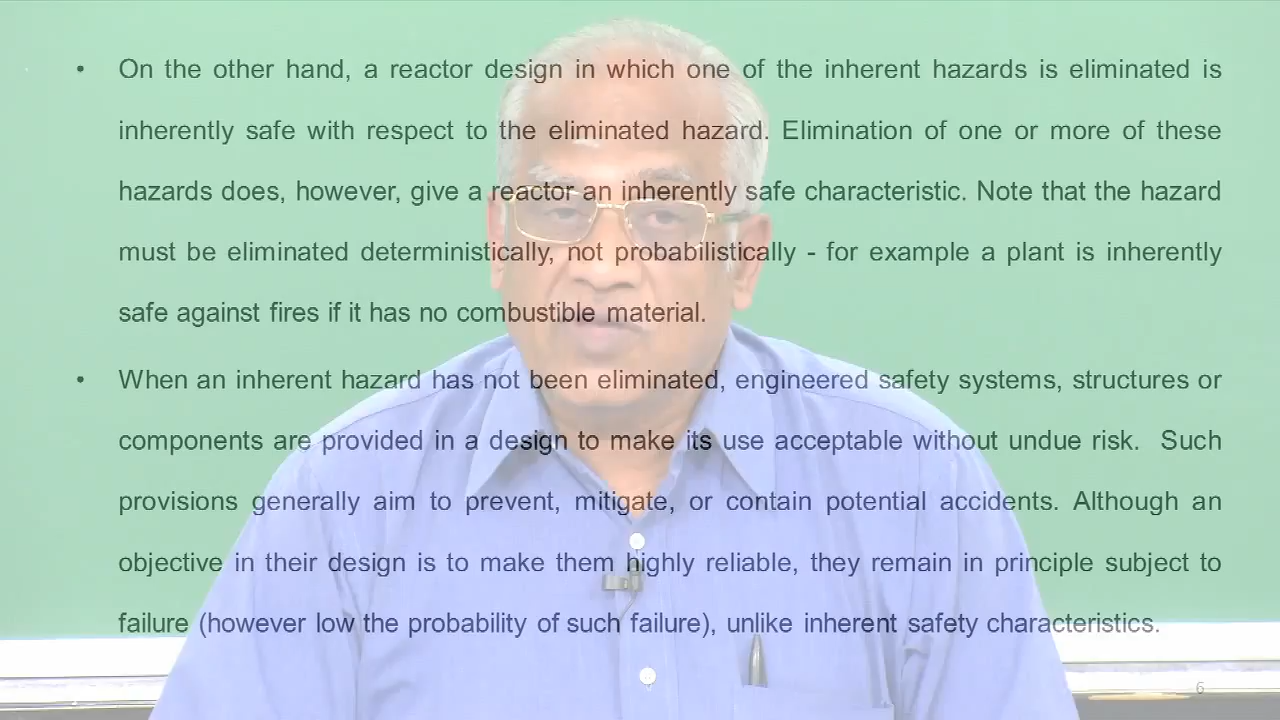 • On the other hand, a reactor design in which one of the inherent hazards is eliminated is
inherently safe with respect to the eliminated hazard. Elimination of one or more of these
hazards does, however, give a reactor an inherently safe characteristic. Note that the hazard
must be eliminated deterministically, not probabilistically - for example a plant is inherently
safe against fires if it has no combustible material.
• When an inherent hazard has not been eliminated, engineered safety systems, structures or
components are provided in a design to make its use acceptable without undue risk. Such
provisions generally aim to prevent, mitigate, or contain potential accidents. Although an
objective in their design is to make them highly reliable, they remain in principle subject to
failure (however low the probability of such failure), unlike inherent safety characteristics.
6